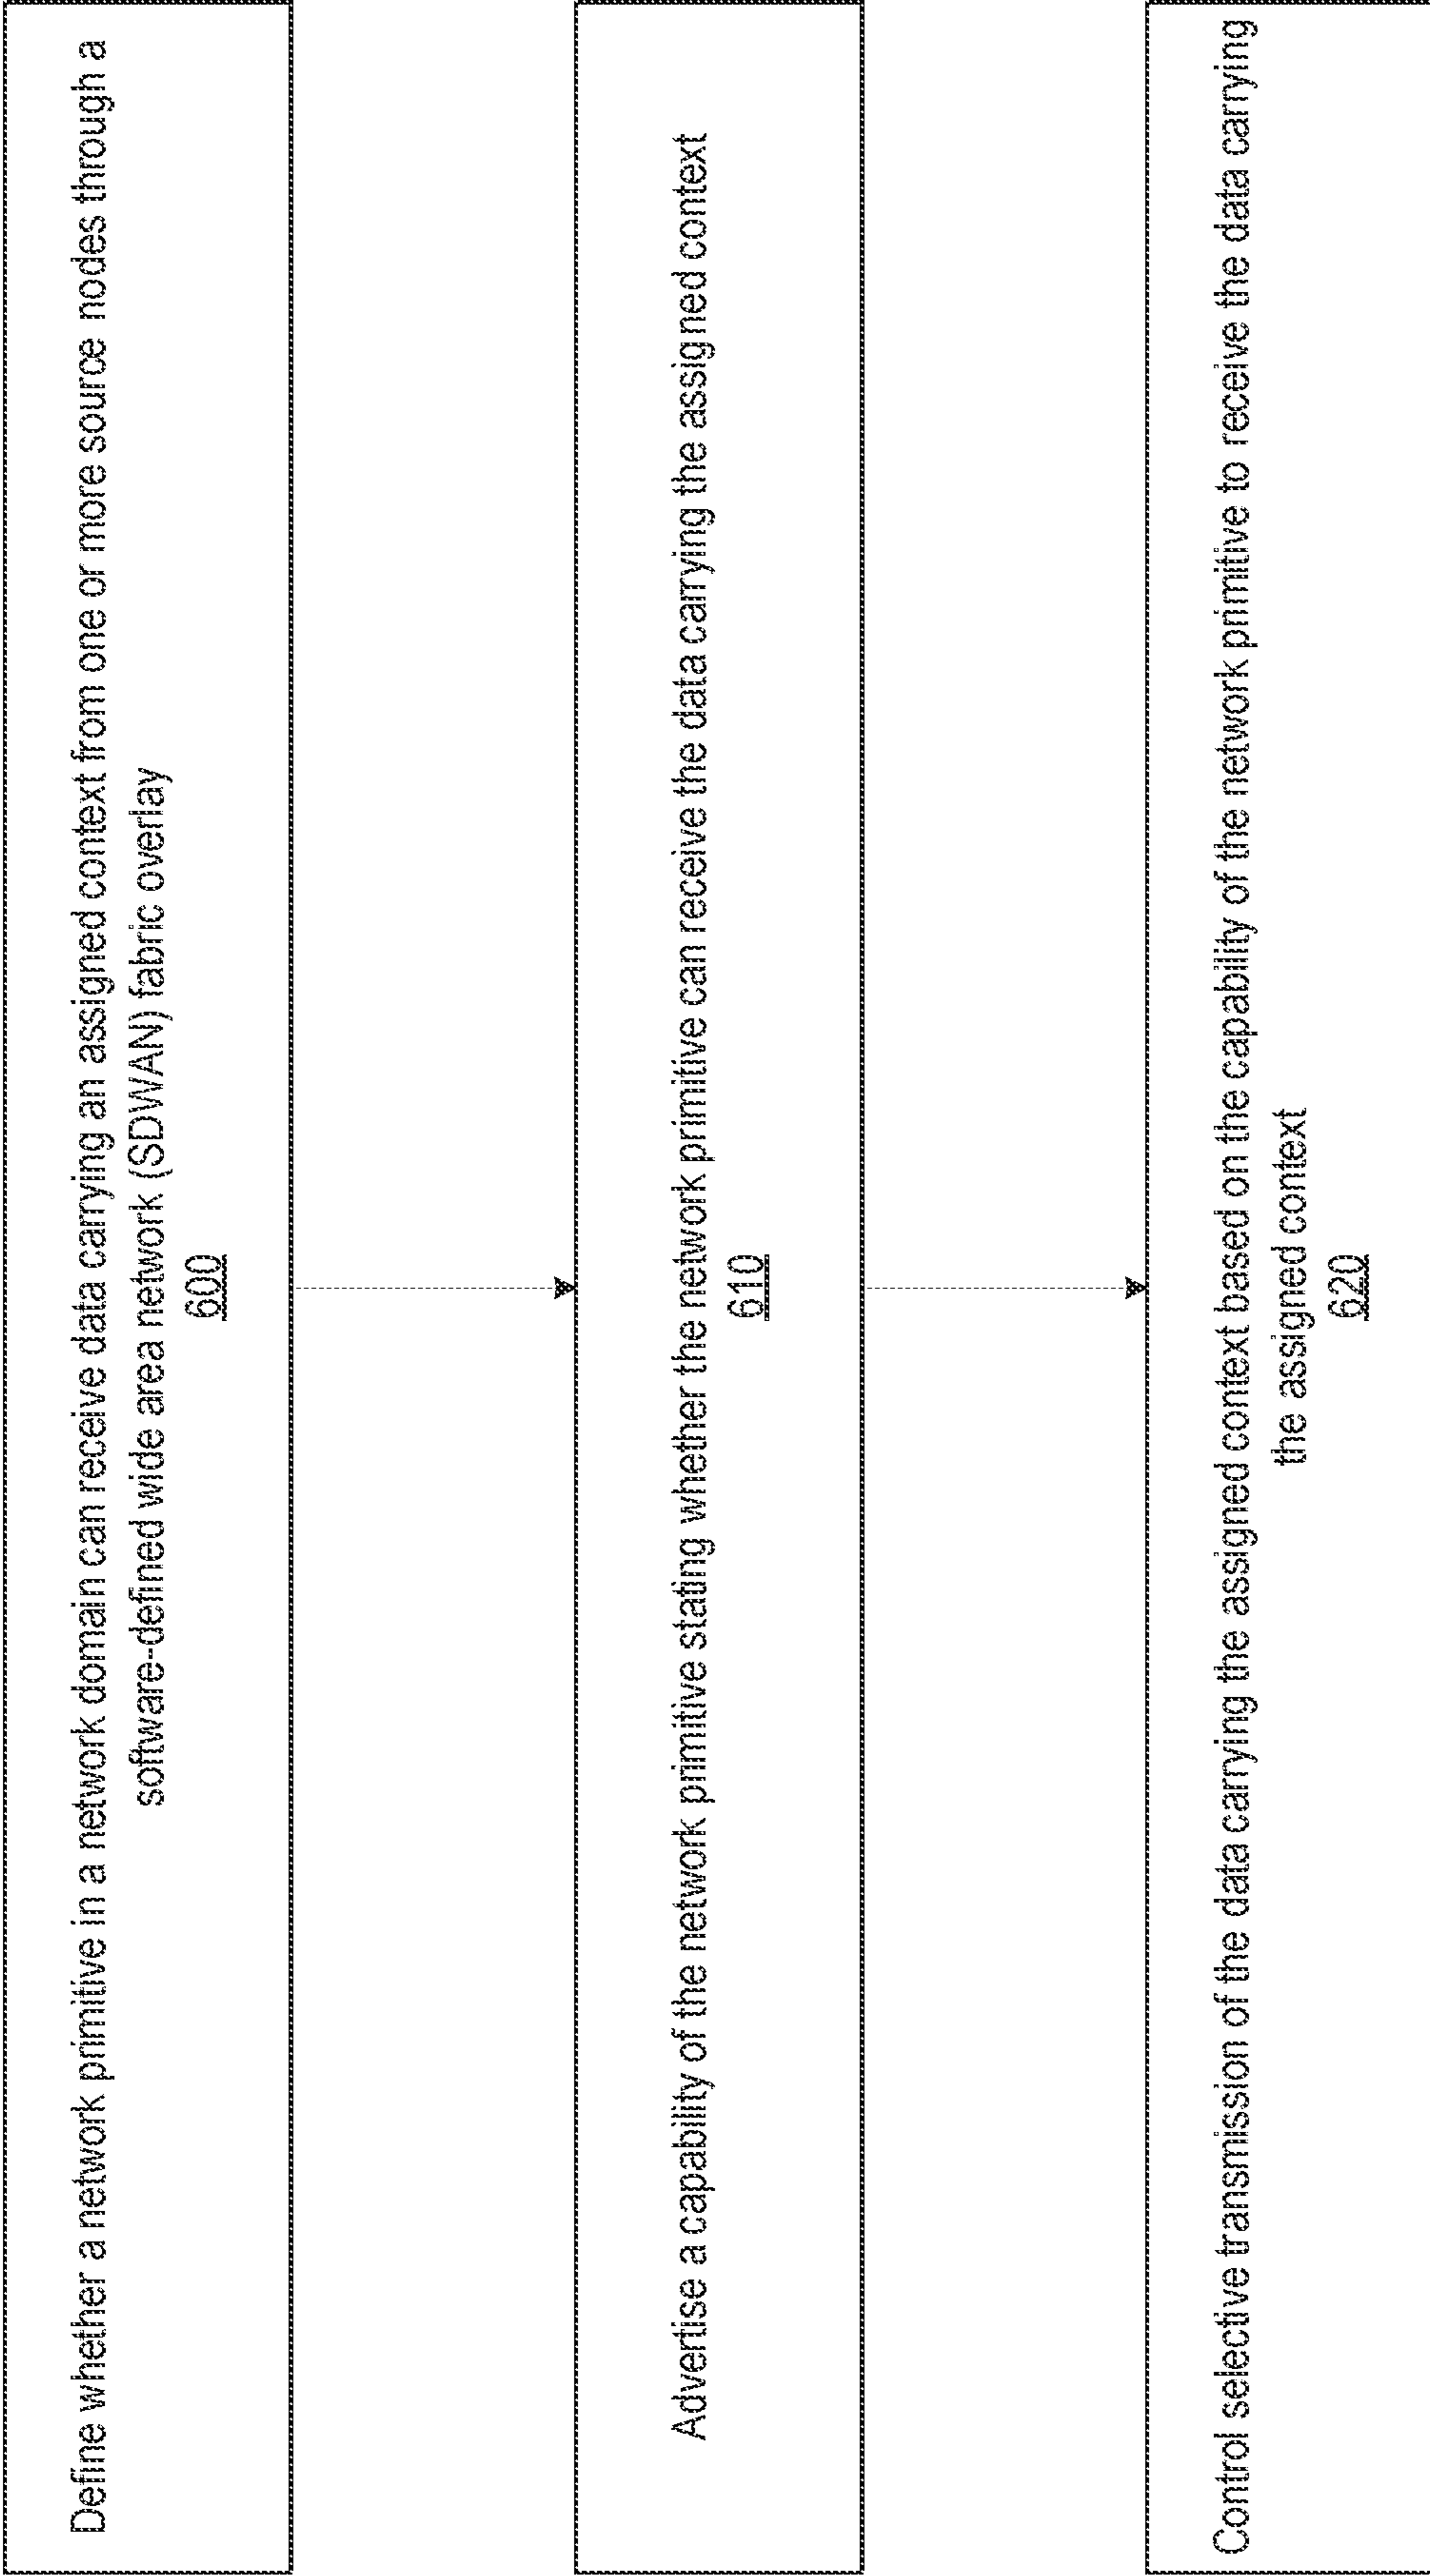 Define whether a network primitive in a network domain can receive data carrying an assigned context from one or more source nodes through a
software-defined wide area network (SDWAN) fabric overlay
600
Advertise a capability of the network primitive stating whether the network primitive can receive the data carrying the assigned context
610
Control selective transmission of the data carrying the assigned context based on the capability of the network primitive to receive the data carrying
the assigned context
620